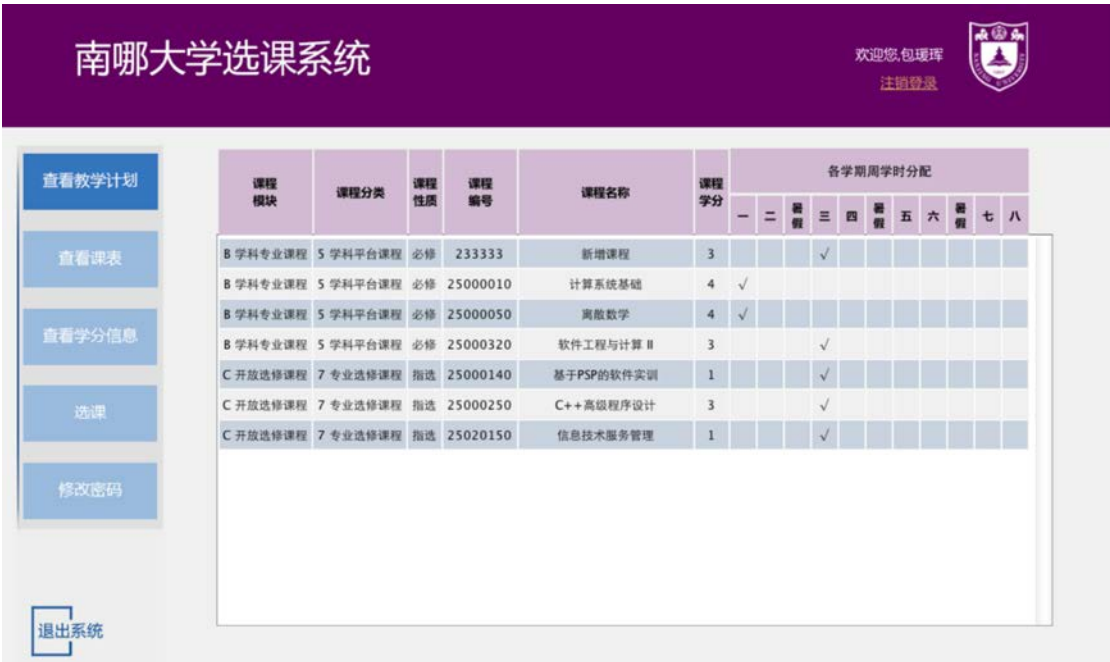 南哪大学选课系统
欢迎您,包瑗珲
注销登录
查看教学计划
查看课表
查看学分信息
选课
修改密码
退出系统
课程模块 课程分类 课程性质 课程编号 课程名称 课程学分 各学期周学时分配
一 二 暑假 三 四 暑假 五 六 暑假 七 八
B 学科专业课程 5 学科平台课程 必修 233333 新增课程 3 √
B 学科专业课程 5 学科平台课程 必修 25000010 计算系统基础 4 √
B 学科专业课程 5 学科平台课程 必修 25000050 离散数学 4 √
B 学科专业课程 5 学科平台课程 必修 25000320 软件工程与计算 II 3 √
C 开放选修课程 7 专业选修课程 指选 25000140 基于PSP的软件实训 1 √
C 开放选修课程 7 专业选修课程 指选 25000250 C++高级程序设计 3 √
C 开放选修课程 7 专业选修课程 指选 25020150 信息技术服务管理 1 √